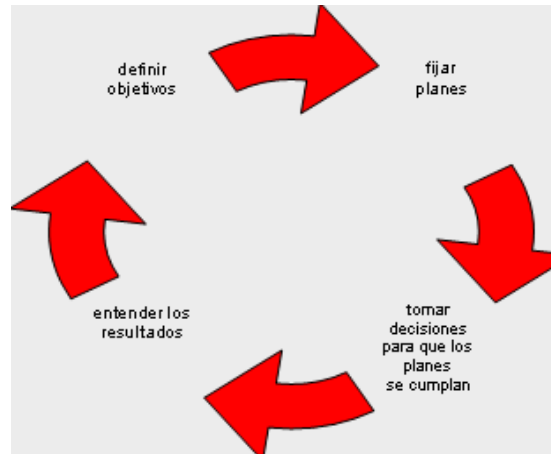 definir
objetivos
fijar
planes
tomar
decisiones
para que los
planes
se cumplan
entender los
resultados